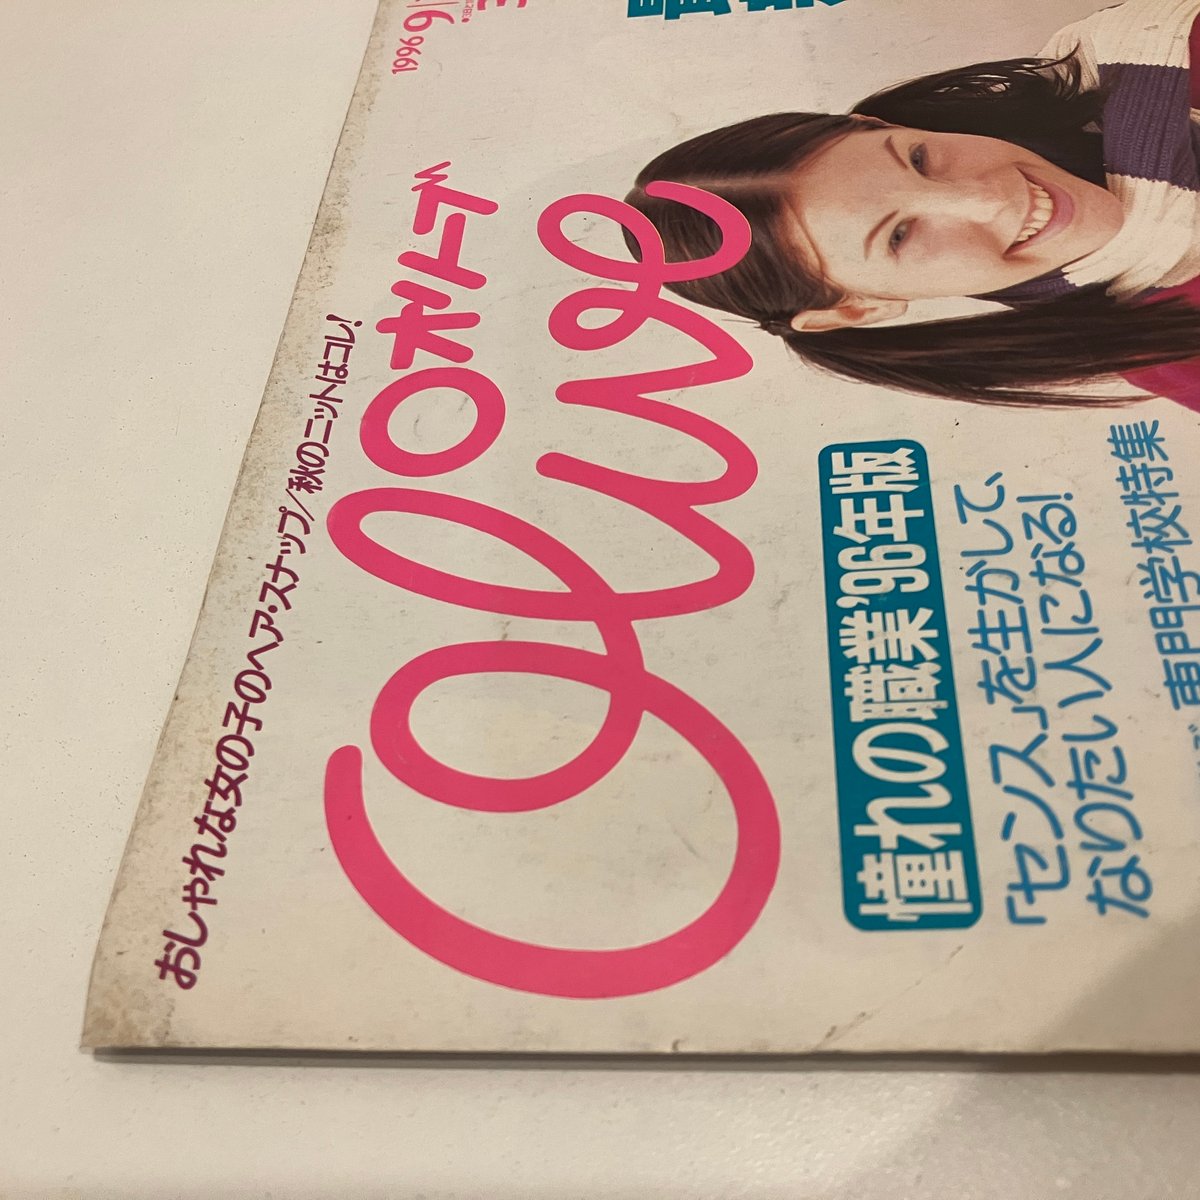 おしゃれな女の子のヘア・スナップ/秋のニットはコレ!
1996 9/
オリーブ
Olive
憧れの職業'96年版
「センス」を生かして、
なりたい人になる!
専門学校特集